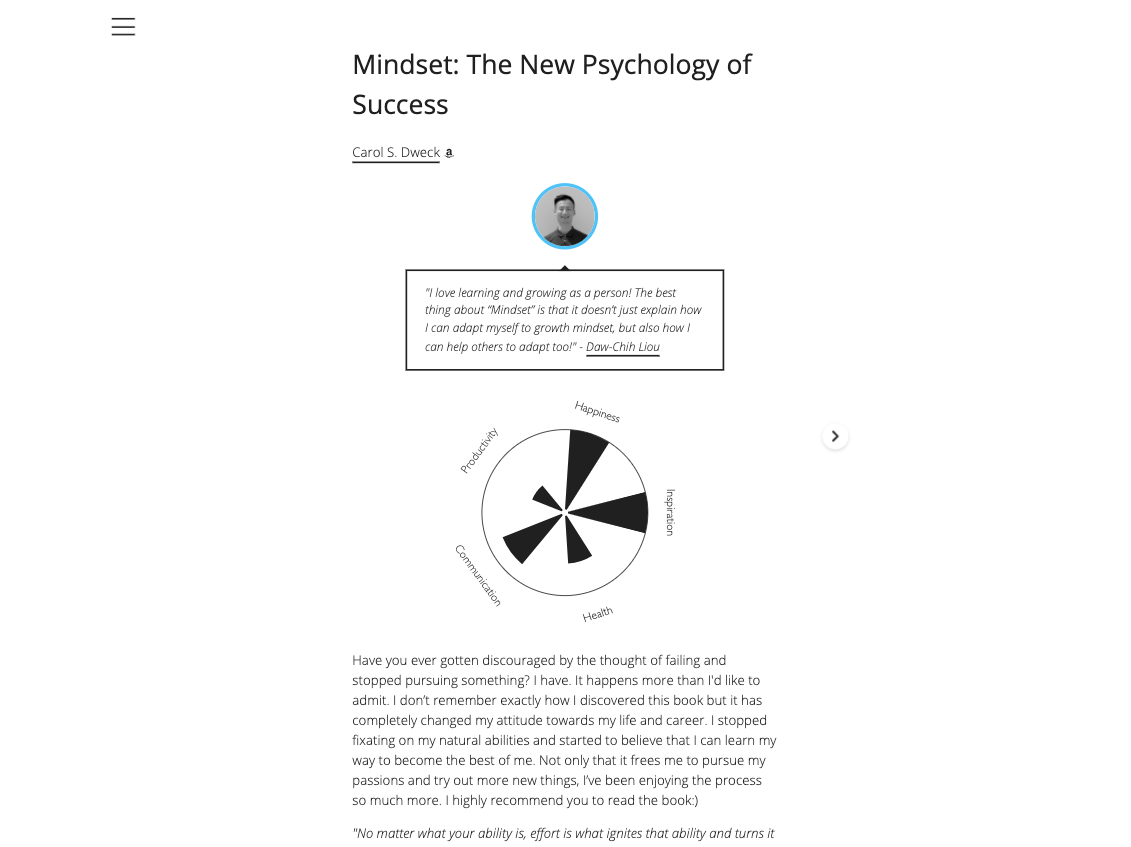 Mindset: The New Psychology of
Success
Carol S. Dweck a
"I love learning and growing as a person! The best
thing about “Mindset” is that it doesn’t just explain how
I can adapt myself to growth mindset, but also how I
can help others to adapt too!" - Daw-Chih Liou
Happiness
Productivity
Inspiration
Communication
Health
Have you ever gotten discouraged by the thought of failing and
stopped pursuing something? I have. It happens more than I'd like to
admit. I don’t remember exactly how I discovered this book but it has
completely changed my attitude towards my life and career. I stopped
fixating on my natural abilities and started to believe that I can learn my
way to become the best of me. Not only that it frees me to pursue my
passions and try out more new things, I’ve been enjoying the process
so much more. I highly recommend you to read the book:)
"No matter what your ability is, effort is what ignites that ability and turns it